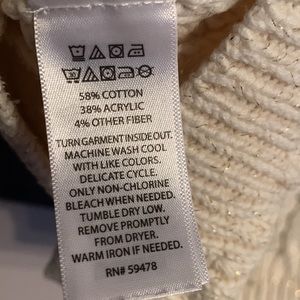 58% COTTON
38% ACRYLIC
4% OTHER FIBER
TURN GARMENT INSIDE OUT.
MACHINE WASH COOL
WITH LIKE COLORS.
DELICATE CYCLE.
ONLY NON-CHLORINE
BLEACH WHEN NEEDED.
TUMBLE DRY LOW.
REMOVE PROMPTLY
FROM DRYER.
WARM IRON IF NEEDED.
RN# 59478